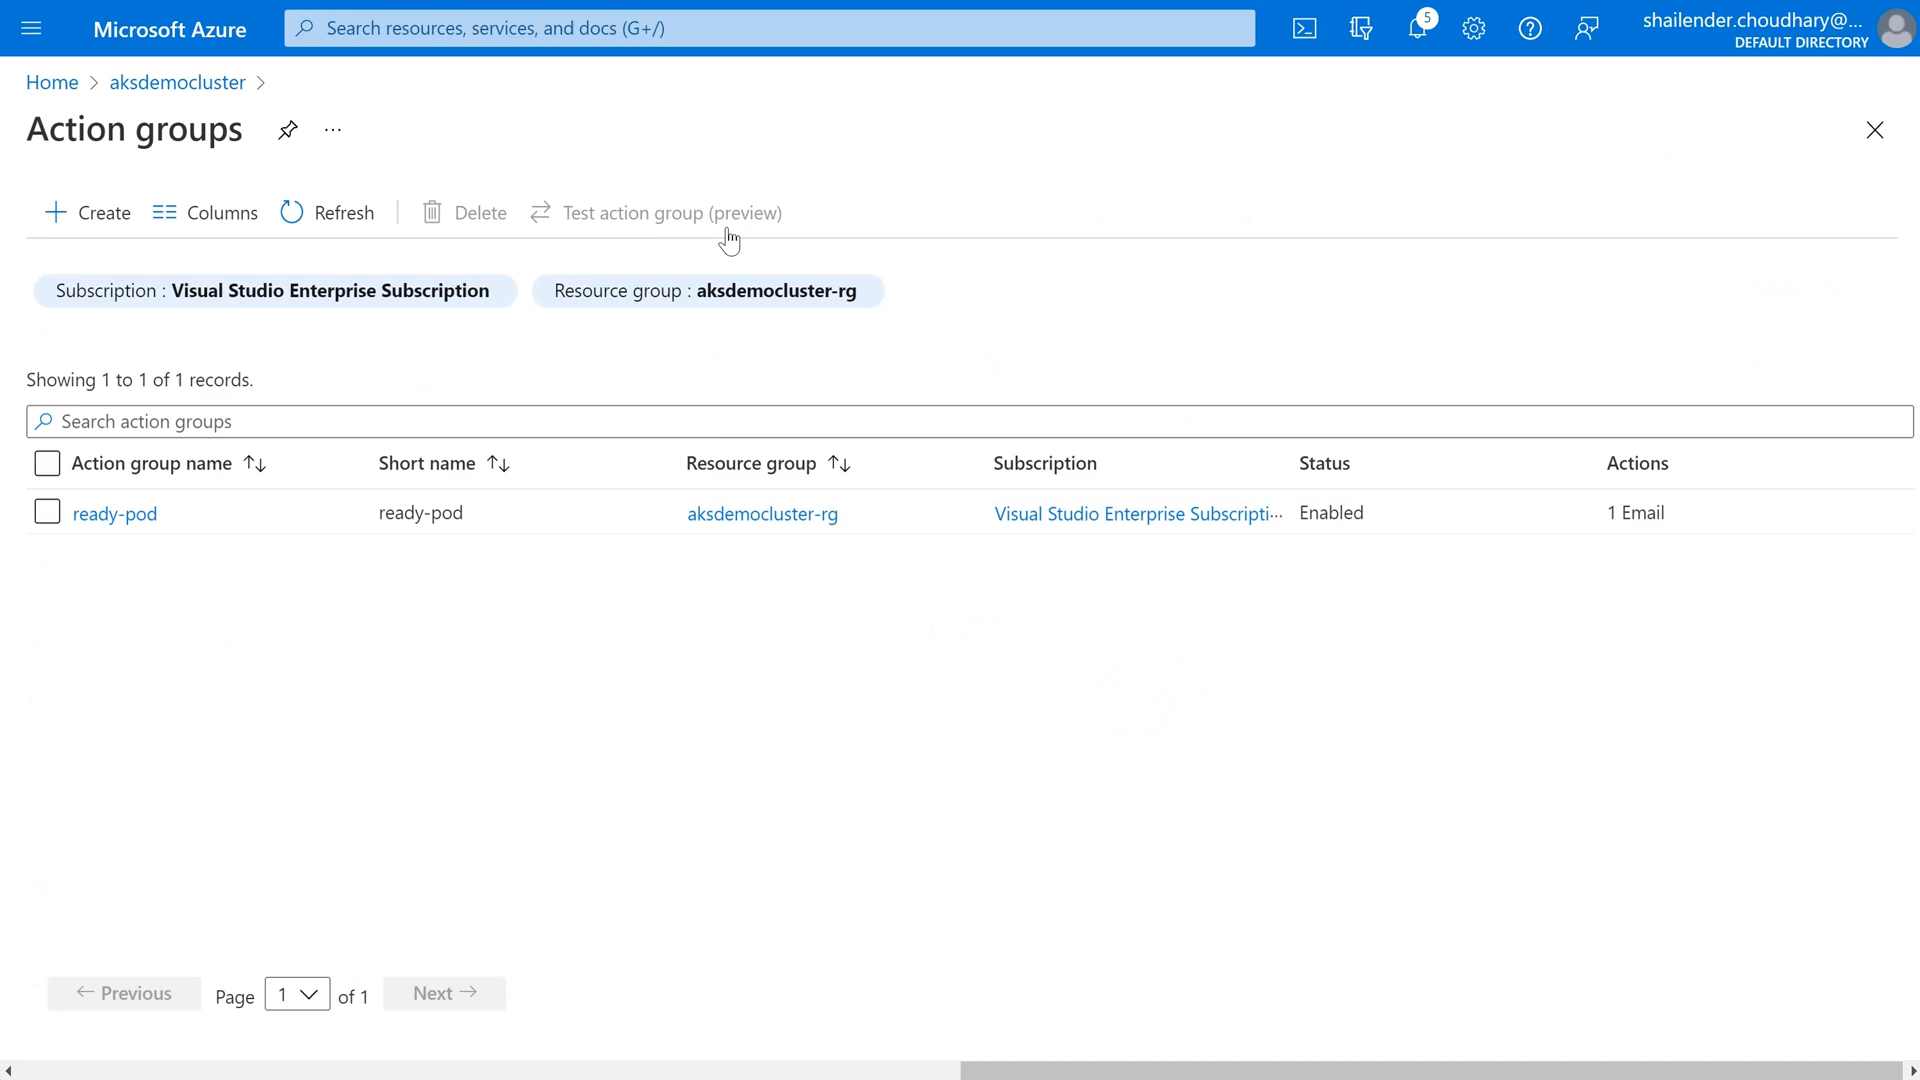 Microsoft Azure
Search resources, services, and docs (G+/)
5
shailender.choudhary@...
DEFAULT DIRECTORY
Home > aksdemocluster >
Action groups
Create Columns Refresh Delete Test action group (preview)
Subscription : Visual Studio Enterprise Subscription Resource group : aksdemocluster-rg
Showing 1 to 1 of 1 records.
Search action groups
Action group name Short name Resource group Subscription Status Actions
ready-pod ready-pod aksdemocluster-rg Visual Studio Enterprise Subscripti... Enabled 1 Email
Previous Page 1 of 1 Next